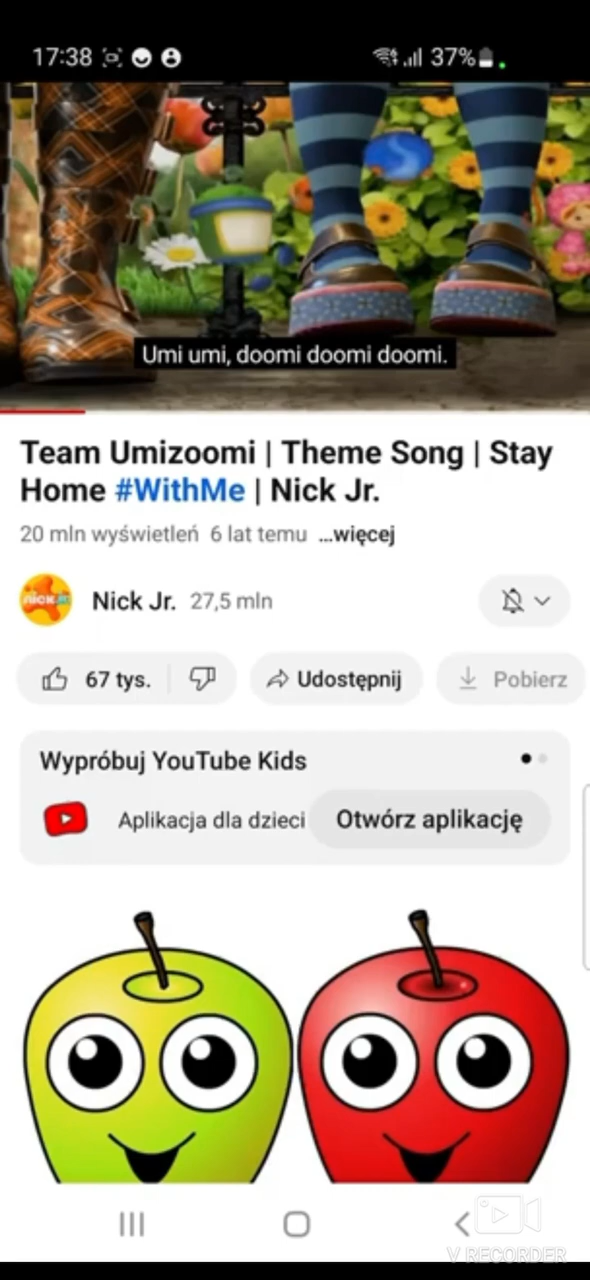 17:38
37%
Umi umi, doomi doomi doomi.
Team Umizoomi | Theme Song | Stay
Home #WithMe | Nick Jr.
20 mln wyświetleń 6 lat temu ...więcej
Nick Jr. 27,5 mln
67 tys.
Udostępnij
Pobierz
Wypróbuj YouTube Kids
Aplikacja dla dzieci
Otwórz aplikację
V RECORDER